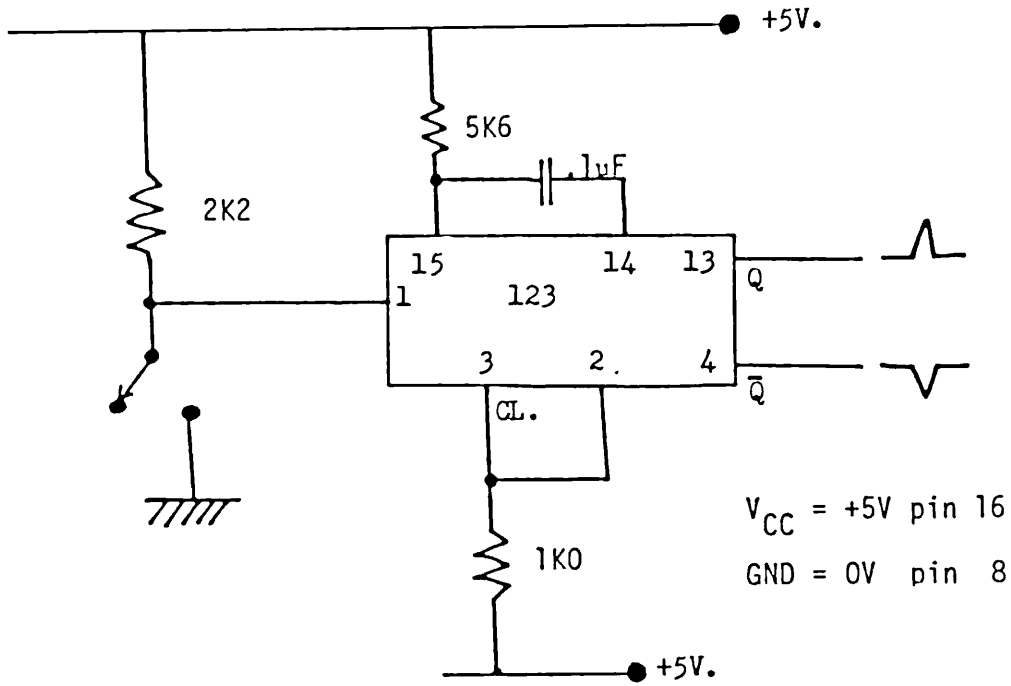 +5V.
5K6
.1uF
2K2
15 14 13
1 123
Q
3 2. 4
CL.
Q̅
1K0
V_CC = +5V pin 16
GND = 0V pin 8
+5V.